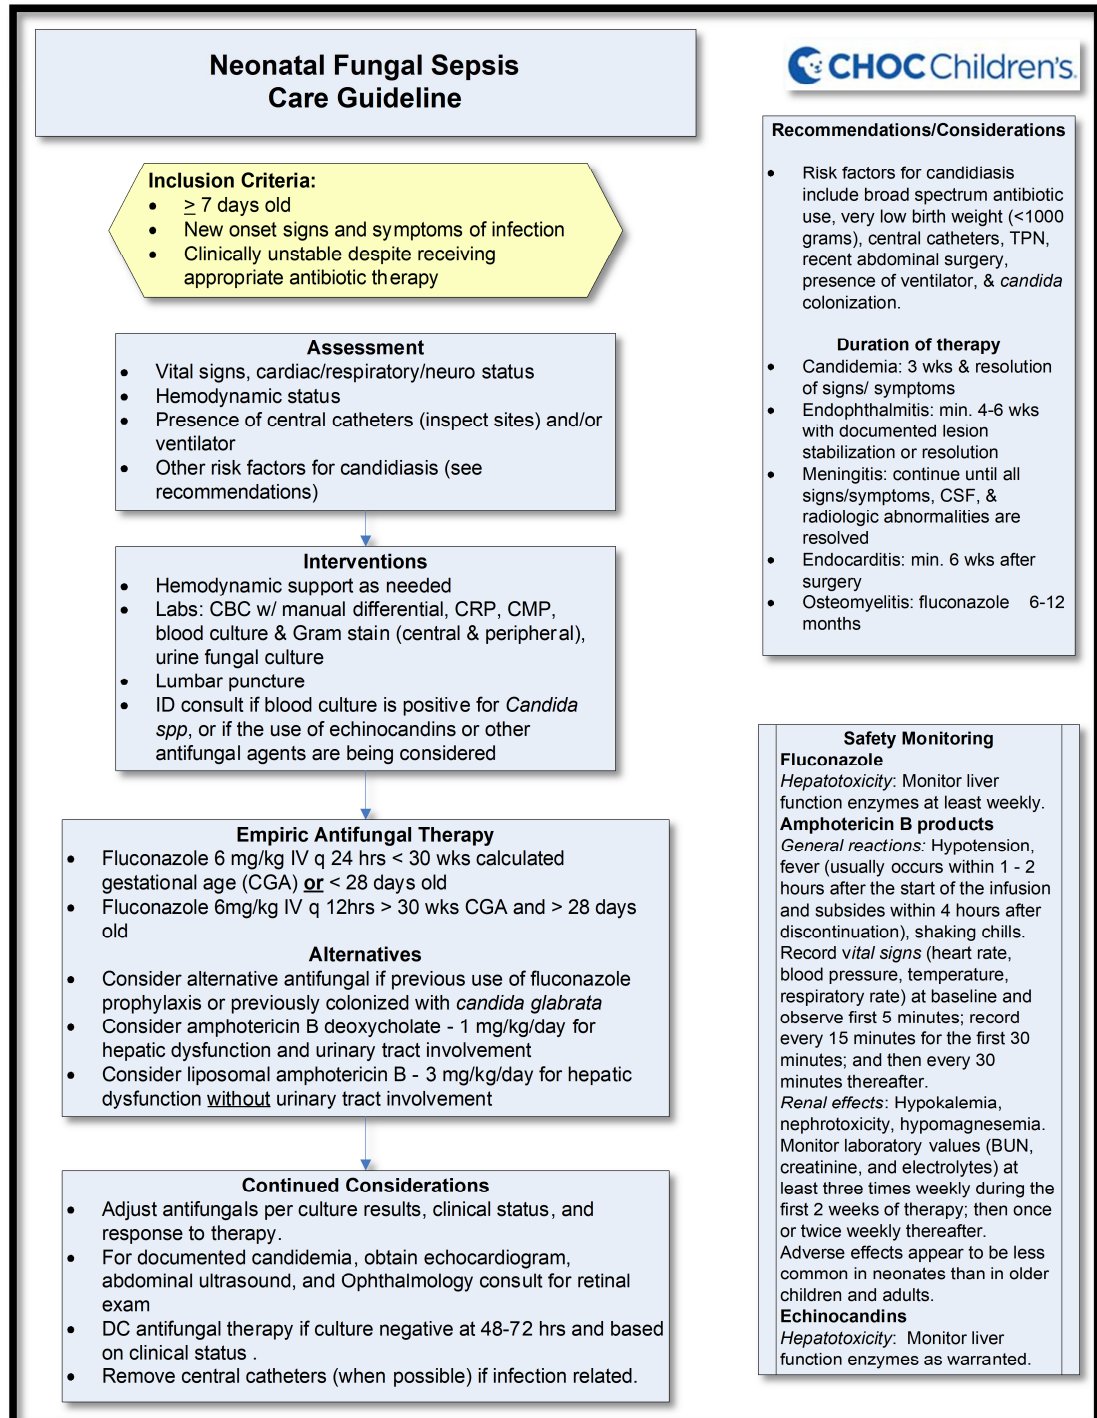 Neonatal Fungal Sepsis
Care Guideline
CHOC Children's.
Inclusion Criteria:
• ≥ 7 days old
• New onset signs and symptoms of infection
• Clinically unstable despite receiving
appropriate antibiotic therapy
Assessment
• Vital signs, cardiac/respiratory/neuro status
• Hemodynamic status
• Presence of central catheters (inspect sites) and/or
ventilator
• Other risk factors for candidiasis (see
recommendations)
Interventions
• Hemodynamic support as needed
• Labs: CBC w/ manual differential, CRP, CMP,
blood culture & Gram stain (central & peripheral),
urine fungal culture
• Lumbar puncture
• ID consult if blood culture is positive for Candida
spp, or if the use of echinocandins or other
antifungal agents are being considered
Empiric Antifungal Therapy
• Fluconazole 6 mg/kg IV q 24 hrs < 30 wks calculated
gestational age (CGA) or < 28 days old
• Fluconazole 6mg/kg IV q 12hrs > 30 wks CGA and > 28 days
old
Alternatives
• Consider alternative antifungal if previous use of fluconazole
prophylaxis or previously colonized with candida glabrata
• Consider amphotericin B deoxycholate - 1 mg/kg/day for
hepatic dysfunction and urinary tract involvement
• Consider liposomal amphotericin B - 3 mg/kg/day for hepatic
dysfunction without urinary tract involvement
Continued Considerations
• Adjust antifungals per culture results, clinical status, and
response to therapy.
• For documented candidemia, obtain echocardiogram,
abdominal ultrasound, and Ophthalmology consult for retinal
exam
• DC antifungal therapy if culture negative at 48-72 hrs and based
on clinical status .
• Remove central catheters (when possible) if infection related.
Recommendations/Considerations
• Risk factors for candidiasis
include broad spectrum antibiotic
use, very low birth weight (<1000
grams), central catheters, TPN,
recent abdominal surgery,
presence of ventilator, & candida
colonization.
Duration of therapy
• Candidemia: 3 wks & resolution
of signs/ symptoms
• Endophthalmitis: min. 4-6 wks
with documented lesion
stabilization or resolution
• Meningitis: continue until all
signs/symptoms, CSF, &
radiologic abnormalities are
resolved
• Endocarditis: min. 6 wks after
surgery
• Osteomyelitis: fluconazole 6-12
months
Safety Monitoring
Fluconazole
Hepatotoxicity: Monitor liver
function enzymes at least weekly.
Amphotericin B products
General reactions: Hypotension,
fever (usually occurs within 1 - 2
hours after the start of the infusion
and subsides within 4 hours after
discontinuation), shaking chills.
Record vital signs (heart rate,
blood pressure, temperature,
respiratory rate) at baseline and
observe first 5 minutes; record
every 15 minutes for the first 30
minutes; and then every 30
minutes thereafter.
Renal effects: Hypokalemia,
nephrotoxicity, hypomagnesemia.
Monitor laboratory values (BUN,
creatinine, and electrolytes) at
least three times weekly during the
first 2 weeks of therapy; then once
or twice weekly thereafter.
Adverse effects appear to be less
common in neonates than in older
children and adults.
Echinocandins
Hepatotoxicity: Monitor liver
function enzymes as warranted.